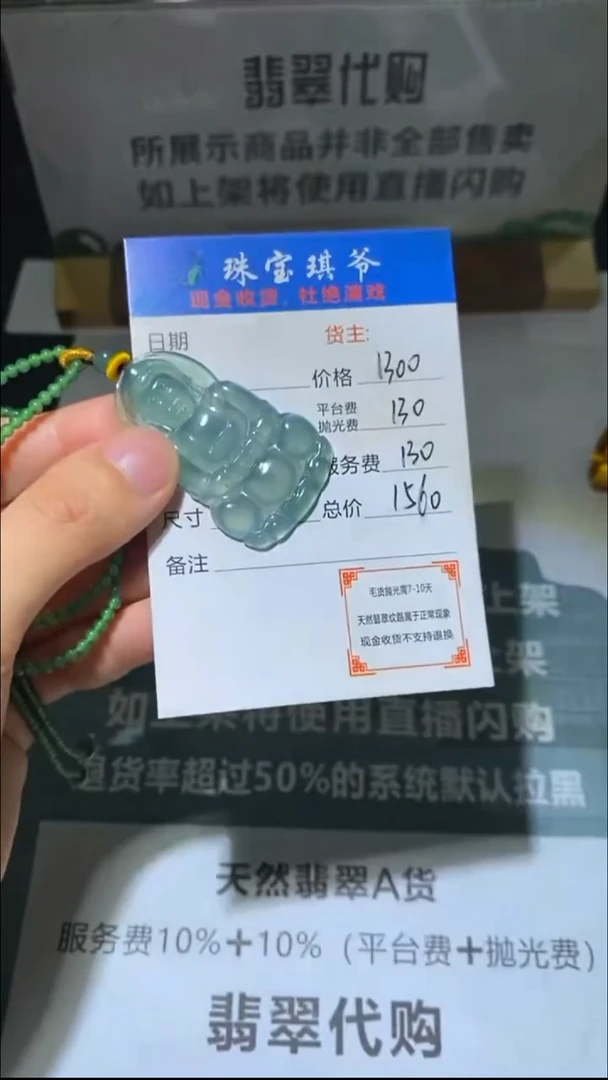 翡翠代购
所展示商品并非全部售卖
如上架将使用直播闪购
珠宝琪爷
现金收货，杜绝演戏
日期
货主:
价格 1300
平台费
抛光费 130
服务费 130
尺寸
总价 1560
备注
毛货抛光需7-10天
天然翡翠纹路属于正常现象
现金收货不支持退换
上架
架
如上架将使用直播闪购
退货率超过50%的系统默认拉黑
天然翡翠A货
服务费10%+10%（平台费+抛光费）
翡翠代购